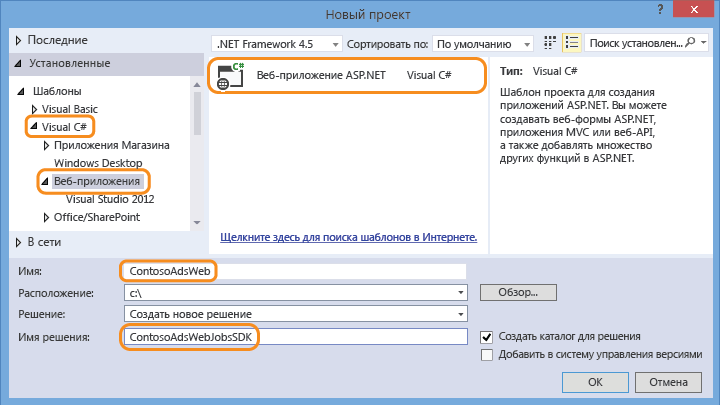 Новый проект
Последние
.NET Framework 4.5
Сортировать по:
По умолчанию
Поиск установлен...
Установленные
Шаблоны
Visual Basic
Visual C#
Приложения Магазина
Windows Desktop
Веб-приложения
Visual Studio 2012
Office/SharePoint
В сети
C#
Веб-приложение ASP.NET
Visual C#
Щелкните здесь для поиска шаблонов в Интернете.
Тип: Visual C#
Шаблон проекта для создания
приложений ASP.NET. Вы можете
создавать веб-формы ASP.NET,
приложения MVC или веб-API,
а также добавлять множество
других функций в ASP.NET.
Имя:
ContosoAdsWeb
Расположение:
c:\
Обзор...
Решение:
Создать новое решение
Имя решения:
ContosoAdsWebJobsSDK
Создать каталог для решения
Добавить в систему управления версиями
ОК
Отмена